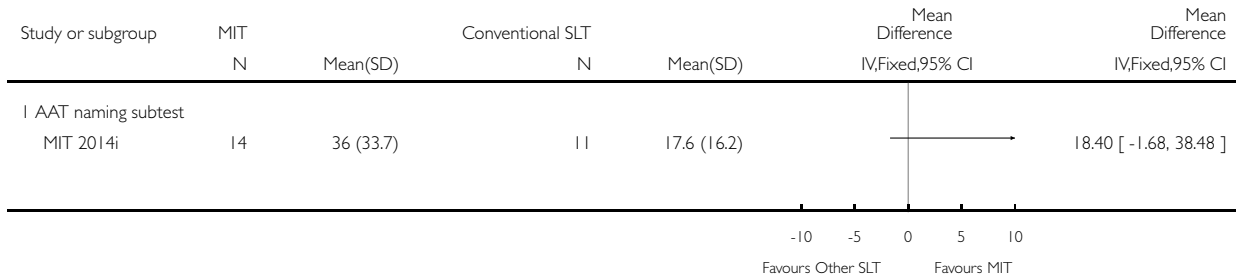 Study or subgroup MIT Conventional SLT Mean Difference Mean Difference
N Mean(SD) N Mean(SD) IV,Fixed,95% CI IV,Fixed,95% CI
1 AAT naming subtest
MIT 2014i 14 36 (33.7) 11 17.6 (16.2) 18.40 [ -1.68, 38.48 ]
-10 -5 0 5 10
Favours Other SLT Favours MIT